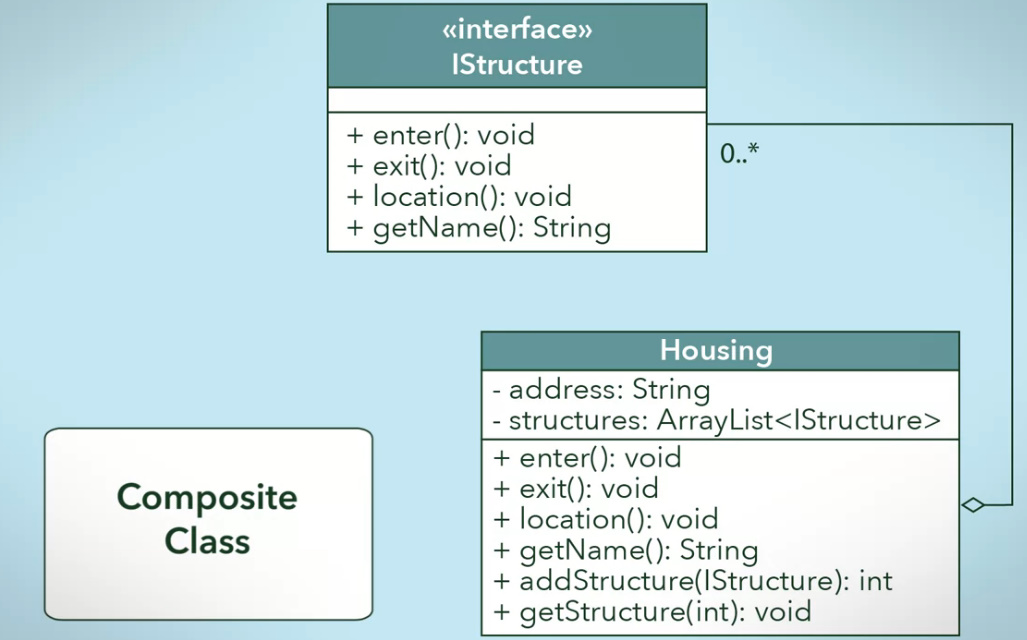 «interface»
IStructure
+ enter(): void
+ exit(): void
+ location(): void
+ getName(): String
0..*
Housing
- address: String
- structures: ArrayList<IStructure>
+ enter(): void
+ exit(): void
+ location(): void
+ getName(): String
+ addStructure(IStructure): int
+ getStructure(int): void
Composite
Class